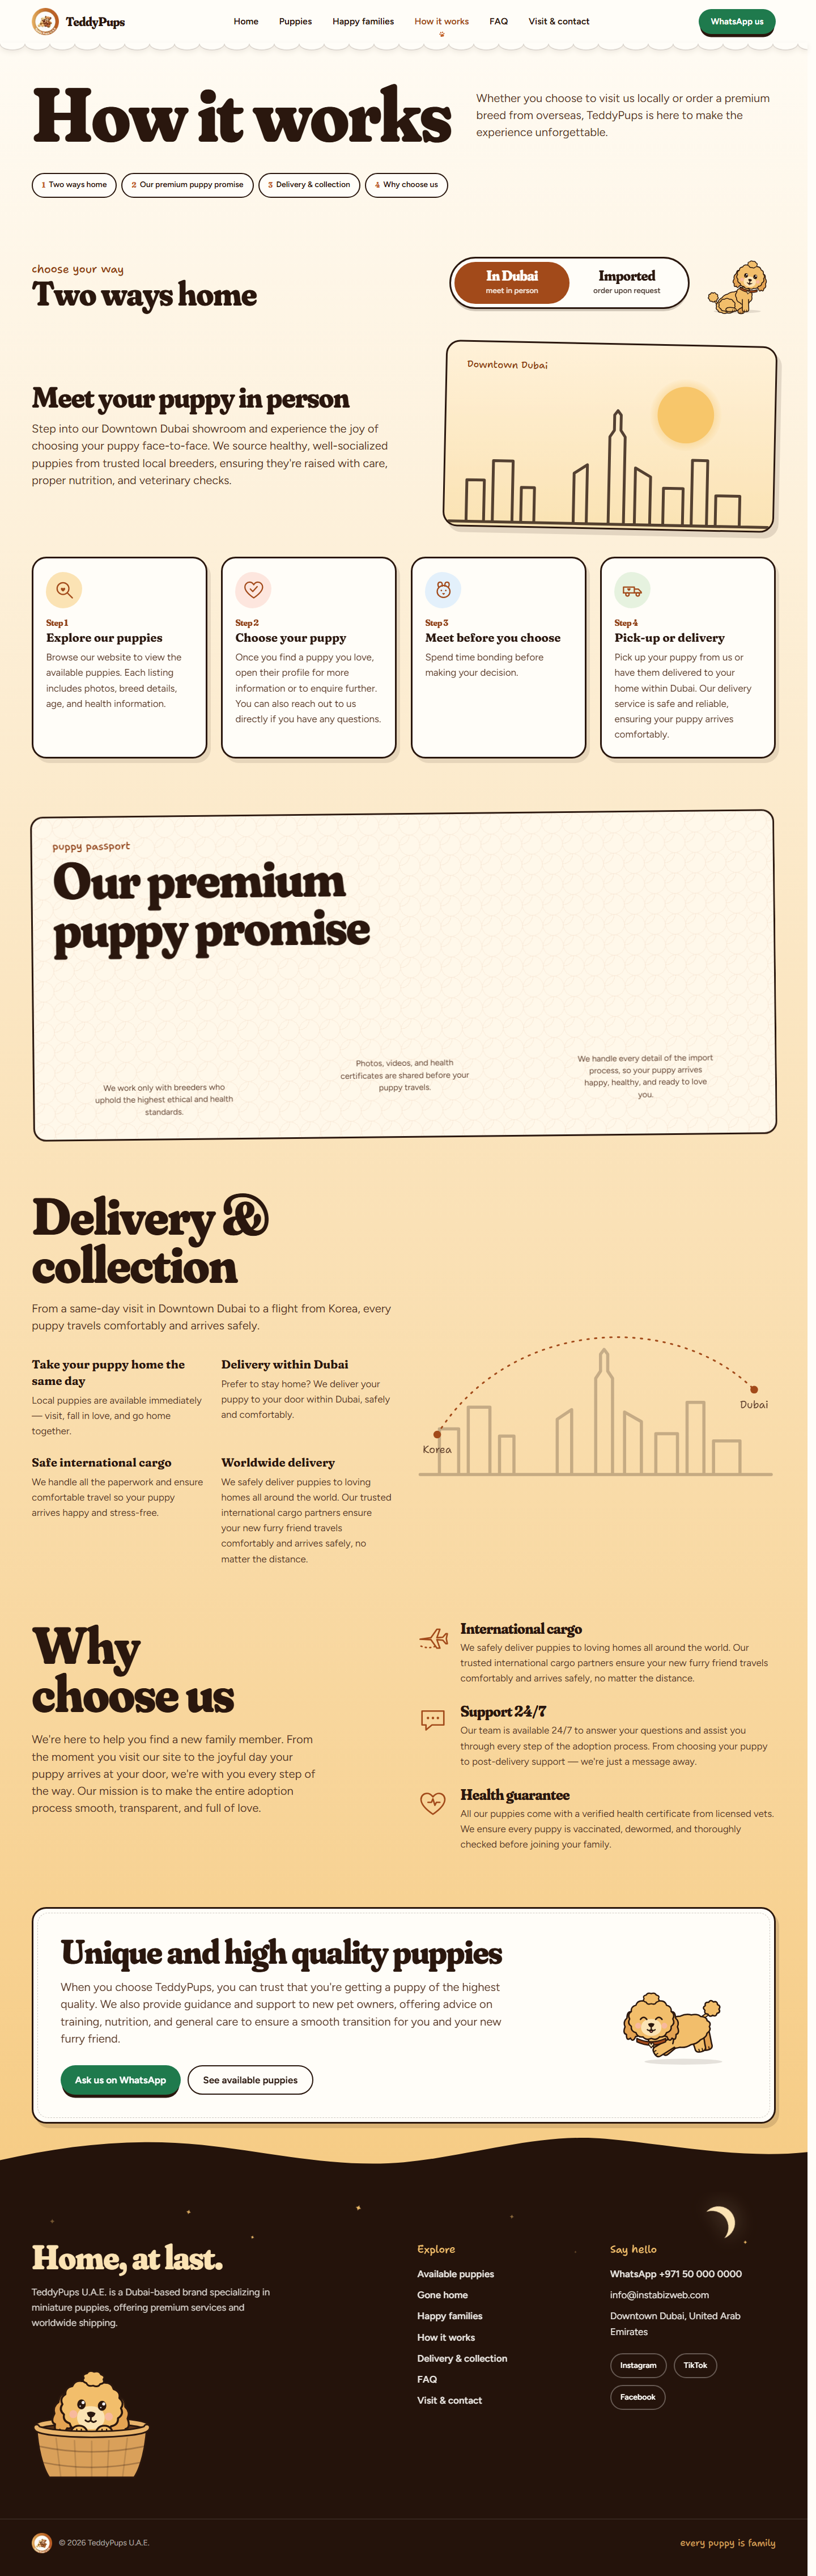 TeddyPups
Home
Puppies
Happy families
How it works
FAQ
Visit & contact
WhatsApp us
How it works
Whether you choose to visit us locally or order a premium
breed from overseas, TeddyPups is here to make the
experience unforgettable.
1 Two ways home
2 Our premium puppy promise
3 Delivery & collection
4 Why choose us
choose your way
Two ways home
In Dubai
meet in person
Imported
order upon request
Meet your puppy in person
Step into our Downtown Dubai showroom and experience the joy of
choosing your puppy face-to-face. We source healthy, well-socialized
puppies from trusted local breeders, ensuring they're raised with care,
proper nutrition, and veterinary checks.
Downtown Dubai
Step 1
Explore our puppies
Browse our website to view the
available puppies. Each listing
includes photos, breed details,
age, and health information.
Step 2
Choose your puppy
Once you find a puppy you love,
open their profile for more
information or to enquire further.
You can also reach out to us
directly if you have any questions.
Step 3
Meet before you choose
Spend time bonding before
making your decision.
Step 4
Pick-up or delivery
Pick up your puppy from us or
have them delivered to your
home within Dubai. Our delivery
service is safe and reliable,
ensuring your puppy arrives
comfortably.
puppy passport
Our premium
puppy promise
We work only with breeders who
uphold the highest ethical and health
standards.
Photos, videos, and health
certificates are shared before your
puppy travels.
We handle every detail of the import
process, so your puppy arrives
happy, healthy, and ready to love
you.
Delivery &
collection
From a same-day visit in Downtown Dubai to a flight from Korea, every
puppy travels comfortably and arrives safely.
Take your puppy home the
same day
Local puppies are available immediately
— visit, fall in love, and go home
together.
Delivery within Dubai
Prefer to stay home? We deliver your
puppy to your door within Dubai, safely
and comfortably.
Safe international cargo
We handle all the paperwork and ensure
comfortable travel so your puppy
arrives happy and stress-free.
Worldwide delivery
We safely deliver puppies to loving
homes all around the world. Our trusted
international cargo partners ensure
your new furry friend travels
comfortably and arrives safely, no
matter the distance.
Korea
Dubai
Why
choose us
We're here to help you find a new family member. From
the moment you visit our site to the joyful day your
puppy arrives at your door, we're with you every step of
the way. Our mission is to make the entire adoption
process smooth, transparent, and full of love.
International cargo
We safely deliver puppies to loving homes all around the world. Our
trusted international cargo partners ensure your new furry friend travels
comfortably and arrives safely, no matter the distance.
Support 24/7
Our team is available 24/7 to answer your questions and assist you
through every step of the adoption process. From choosing your puppy
to post-delivery support — we're just a message away.
Health guarantee
All our puppies come with a verified health certificate from licensed vets.
We ensure every puppy is vaccinated, dewormed, and thoroughly
checked before joining your family.
Unique and high quality puppies
When you choose TeddyPups, you can trust that you're getting a puppy of the highest
quality. We also provide guidance and support to new pet owners, offering advice on
training, nutrition, and general care to ensure a smooth transition for you and your new
furry friend.
Ask us on WhatsApp
See available puppies
Home, at last.
TeddyPups U.A.E. is a Dubai-based brand specializing in
miniature puppies, offering premium services and
worldwide shipping.
Explore
Available puppies
Gone home
Happy families
How it works
Delivery & collection
FAQ
Visit & contact
Say hello
WhatsApp +971 50 000 0000
info@instabizweb.com
Downtown Dubai, United Arab
Emirates
Instagram
TikTok
Facebook
© 2026 TeddyPups U.A.E.
every puppy is family